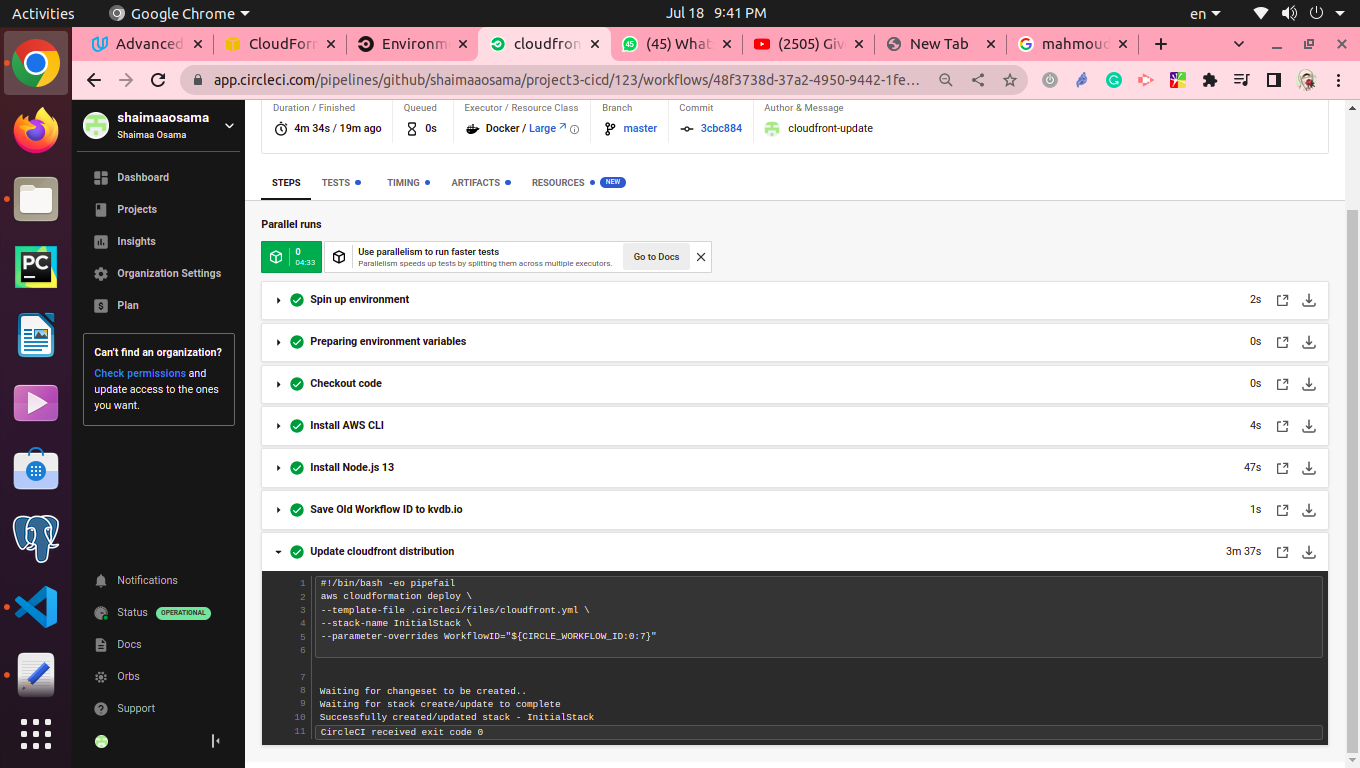 Activities
Google Chrome
Jul 18 9:41 PM
en
Advanced
CloudForr
Environme
cloudfron
(45) What
(2505) Give
New Tab
mahmoud
app.circleci.com/pipelines/github/shaimaaosama/project3-cicd/123/workflows/48f3738d-37a2-4950-9442-1fe...
shaimaaosama
Shaimaa Osama
Dashboard
Projects
Insights
Organization Settings
Plan
Can't find an organization?
Check permissions and
update access to the ones
you want.
Notifications
Status OPERATIONAL
Docs
Orbs
Support
Duration / Finished
4m 34s / 19m ago
Queued
0s
Executor / Resource Class
Docker / Large
Branch
master
Commit
3cbc884
Author & Message
cloudfront-update
STEPS
TESTS
TIMING
ARTIFACTS
RESOURCES NEW
Parallel runs
0
04:33
Use parallelism to run faster tests
Parallelism speeds up tests by splitting them across multiple executors.
Go to Docs
Spin up environment 2s
Preparing environment variables 0s
Checkout code 0s
Install AWS CLI 4s
Install Node.js 13 47s
Save Old Workflow ID to kvdb.io 1s
Update cloudfront distribution 3m 37s
1 #!/bin/bash -eo pipefail
2 aws cloudformation deploy \
3 --template-file .circleci/files/cloudfront.yml \
4 --stack-name InitialStack \
5 --parameter-overrides WorkflowID="${CIRCLE_WORKFLOW_ID:0:7}"
6
7
8 Waiting for changeset to be created..
9 Waiting for stack create/update to complete
10 Successfully created/updated stack - InitialStack
11 CircleCI received exit code 0